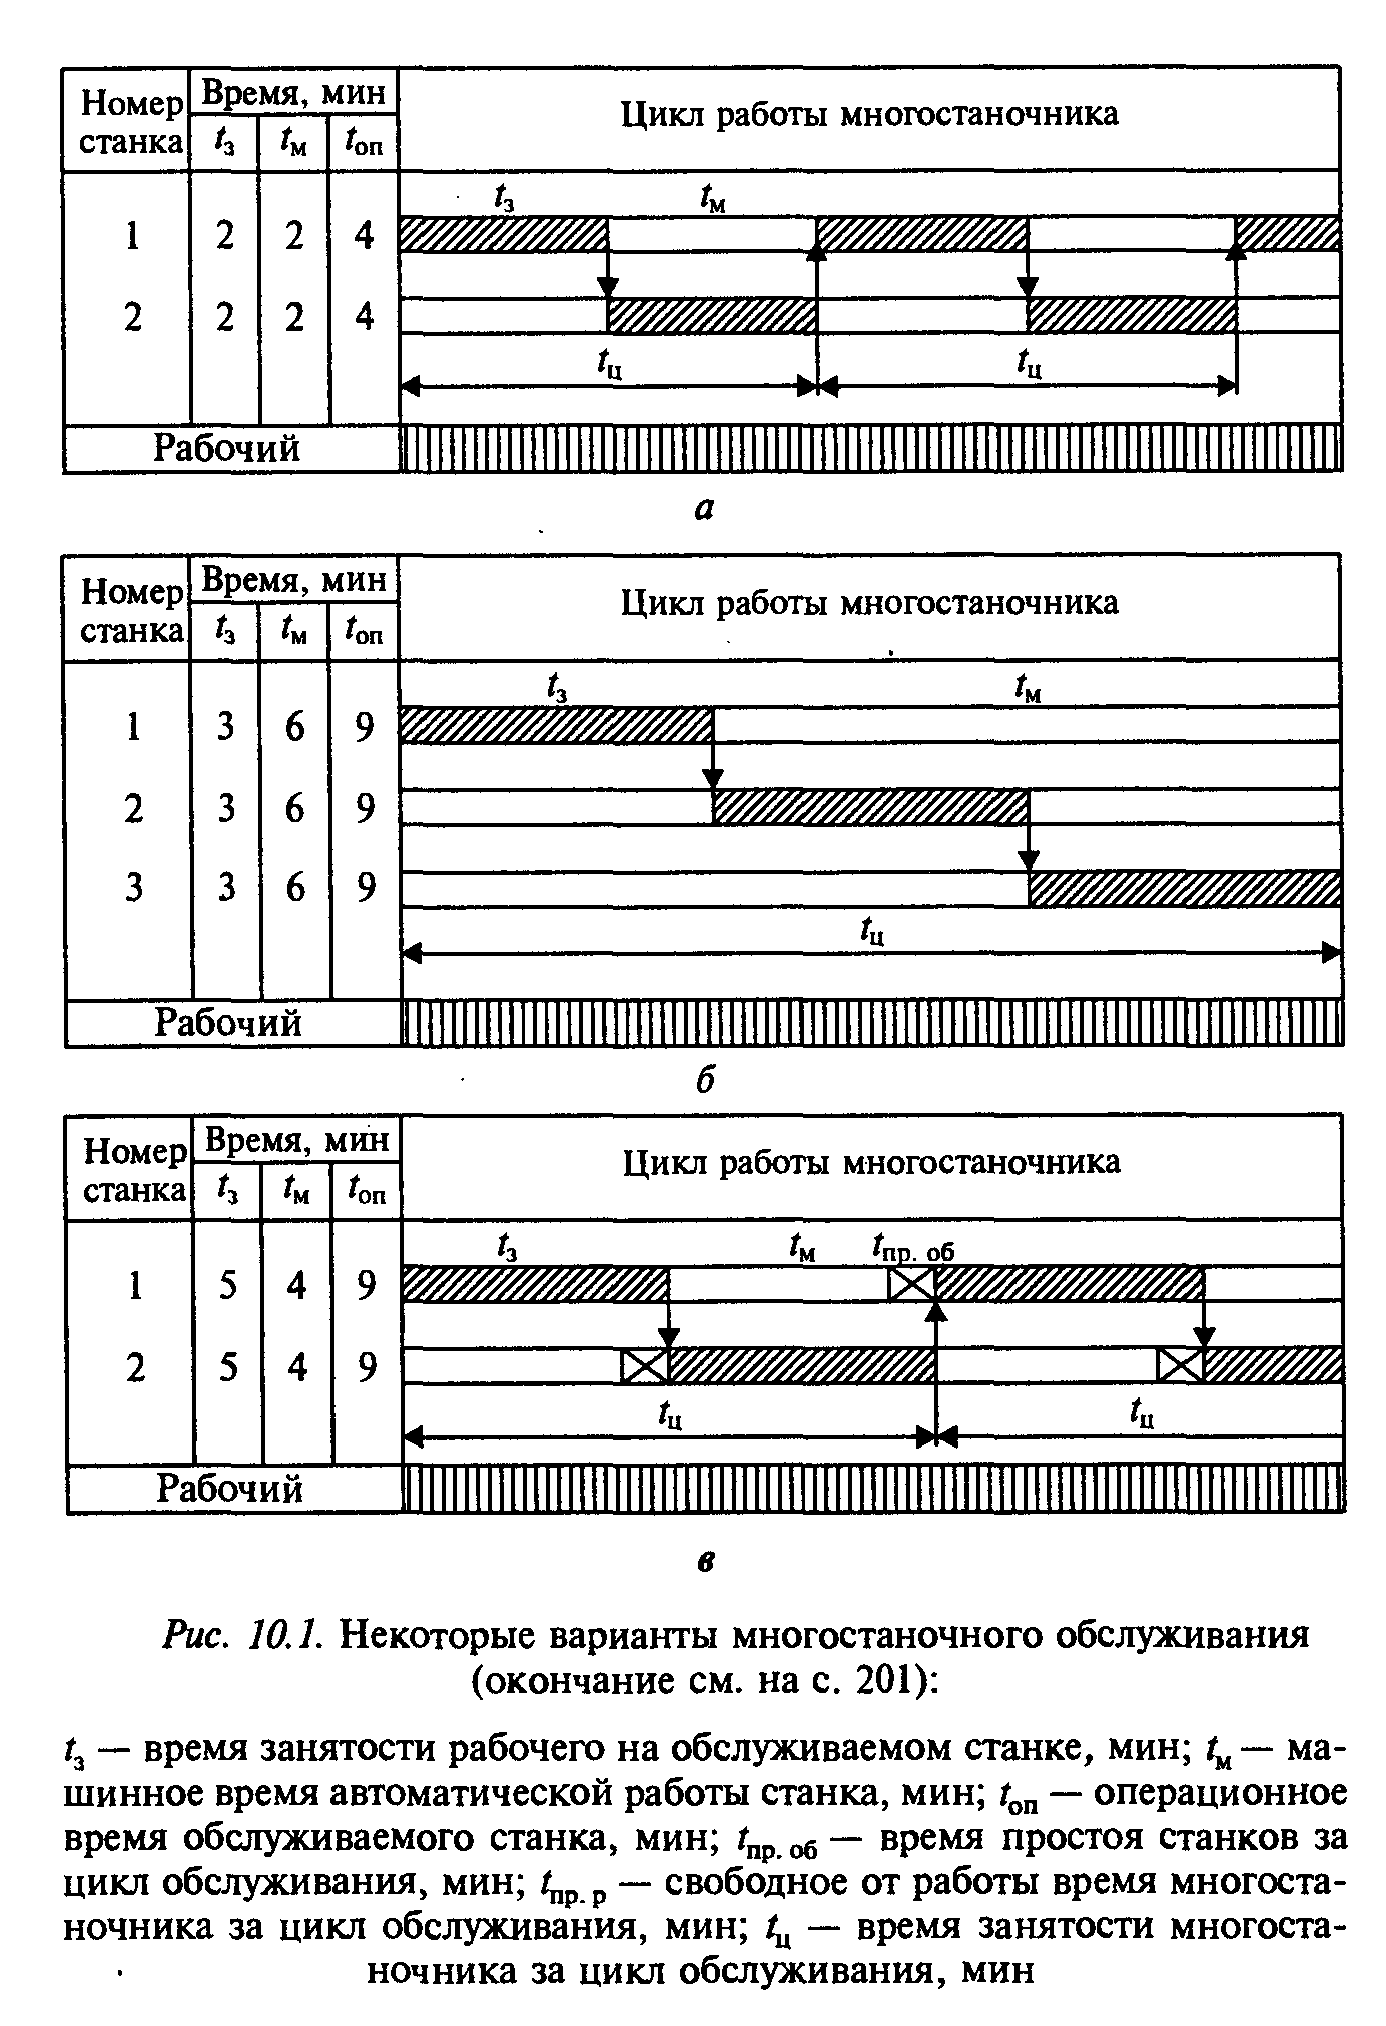 Номер станка
Время, мин
tз tм tоп
Цикл работы многостаночника
tз tм
1 2 2 4
2 2 2 4
tц tц
Рабочий
а
Номер станка
Время, мин
tз tм tоп
Цикл работы многостаночника
tз tм
1 3 6 9
2 3 6 9
3 3 6 9
tц
Рабочий
б
Номер станка
Время, мин
tз tм tоп
Цикл работы многостаночника
tз tм tпр. об
1 5 4 9
2 5 4 9
tц tц
Рабочий
в
Рис. 10.1. Некоторые варианты многостаночного обслуживания
(окончание см. на с. 201):
tз — время занятости рабочего на обслуживаемом станке, мин; tм — ма-
шинное время автоматической работы станка, мин; tоп — операционное
время обслуживаемого станка, мин; tпр. об — время простоя станков за
цикл обслуживания, мин; tпр. р — свободное от работы время многоста-
ночника за цикл обслуживания, мин; tц — время занятости многоста-
ночника за цикл обслуживания, мин